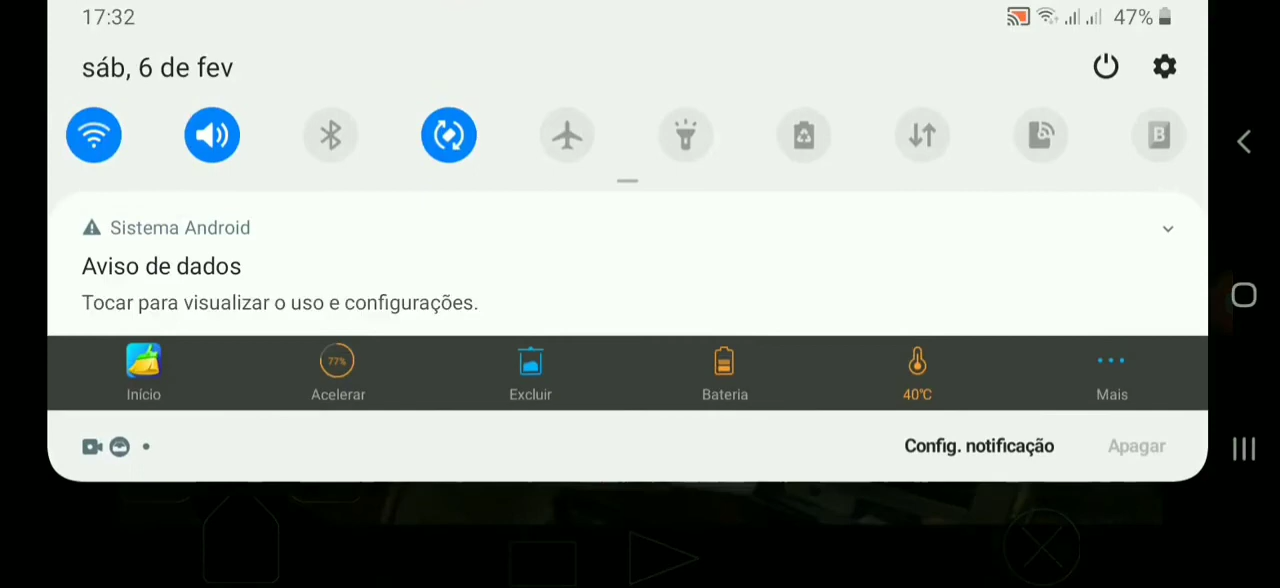 17:32 47%
sáb, 6 de fev
B
Sistema Android
Aviso de dados
Tocar para visualizar o uso e configurações.
77%
Início Acelerar Excluir Bateria 40°C Mais
Config. notificação Apagar